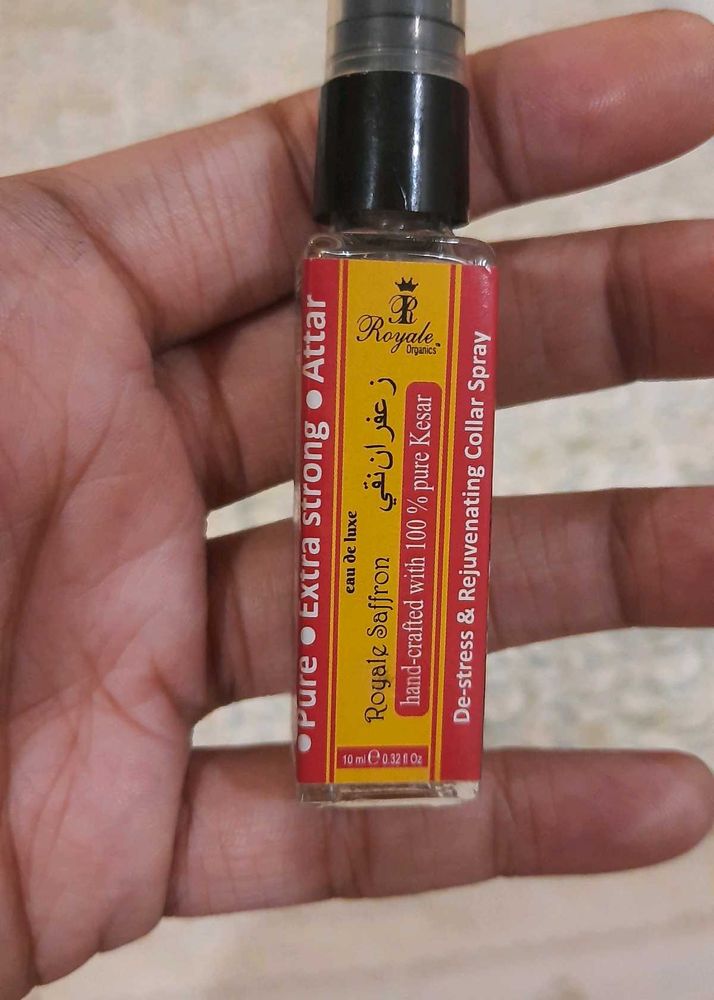 • Pure • Extra strong • Attar
R
Royale
Organics™
eau de luxe
Royale Saffron زعفران نقي
hand-crafted with 100 % pure Kesar
10 ml ℮ 0.32 fl Oz
De-stress & Rejuvenating Collar Spray